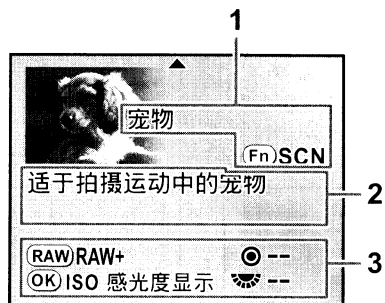 1
宠物
Fn SCN
适于拍摄运动中的宠物
2
RAW RAW+ --
3
OK ISO 感光度显示 --